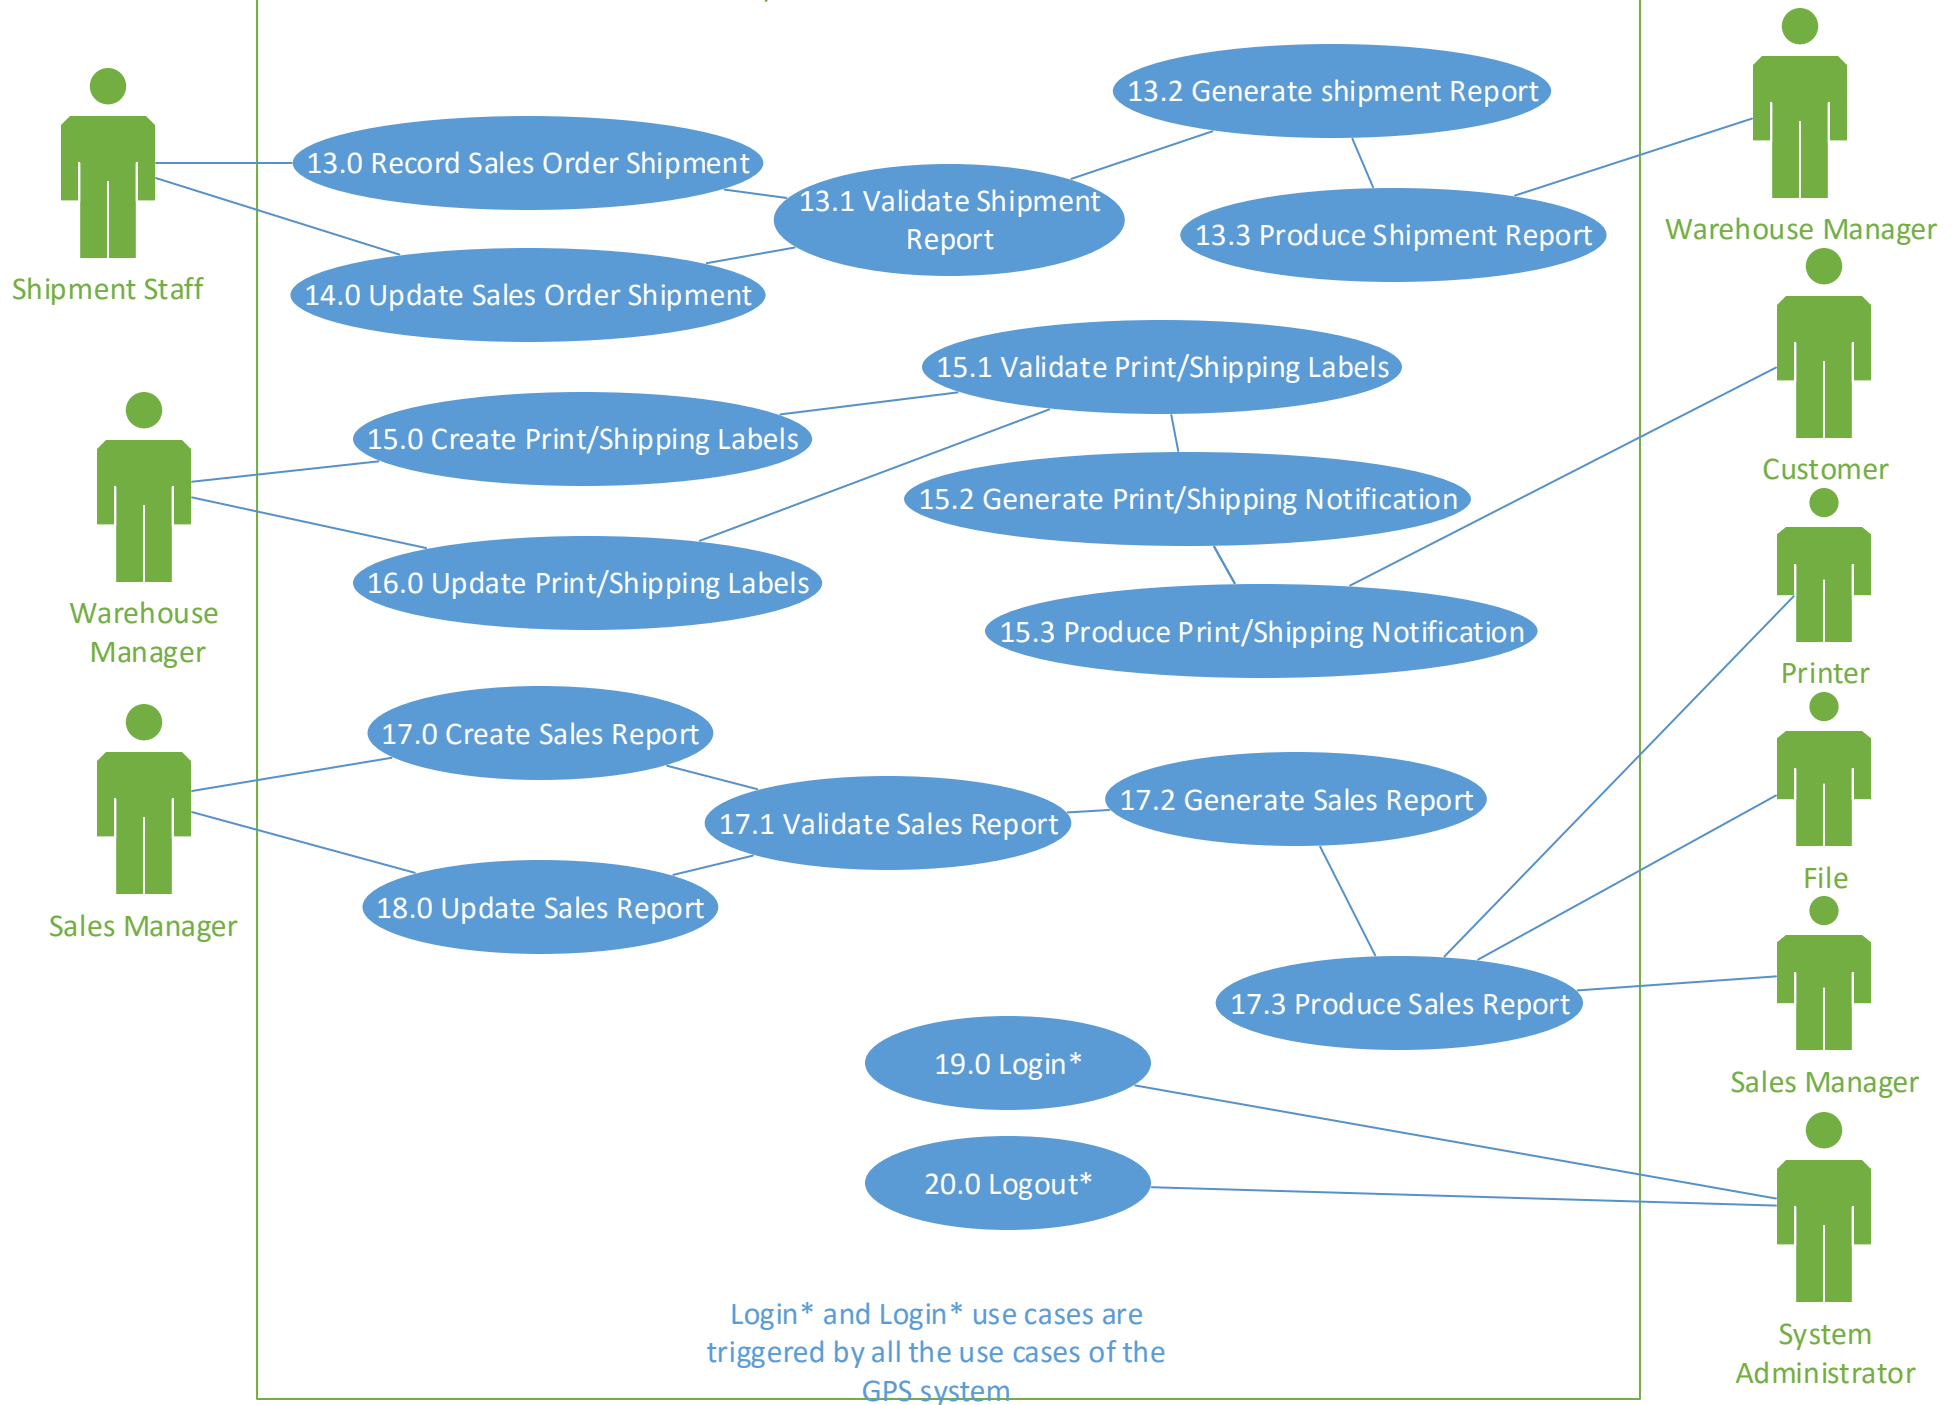 13.2 Generate shipment Report
13.0 Record Sales Order Shipment
13.1 Validate Shipment
Report
13.3 Produce Shipment Report
Warehouse Manager
Shipment Staff
14.0 Update Sales Order Shipment
15.1 Validate Print/Shipping Labels
15.0 Create Print/Shipping Labels
Customer
15.2 Generate Print/Shipping Notification
16.0 Update Print/Shipping Labels
Warehouse
Manager
15.3 Produce Print/Shipping Notification
Printer
17.0 Create Sales Report
17.2 Generate Sales Report
17.1 Validate Sales Report
File
18.0 Update Sales Report
Sales Manager
17.3 Produce Sales Report
19.0 Login*
Sales Manager
20.0 Logout*
Login* and Login* use cases are
triggered by all the use cases of the
GPS system
System
Administrator